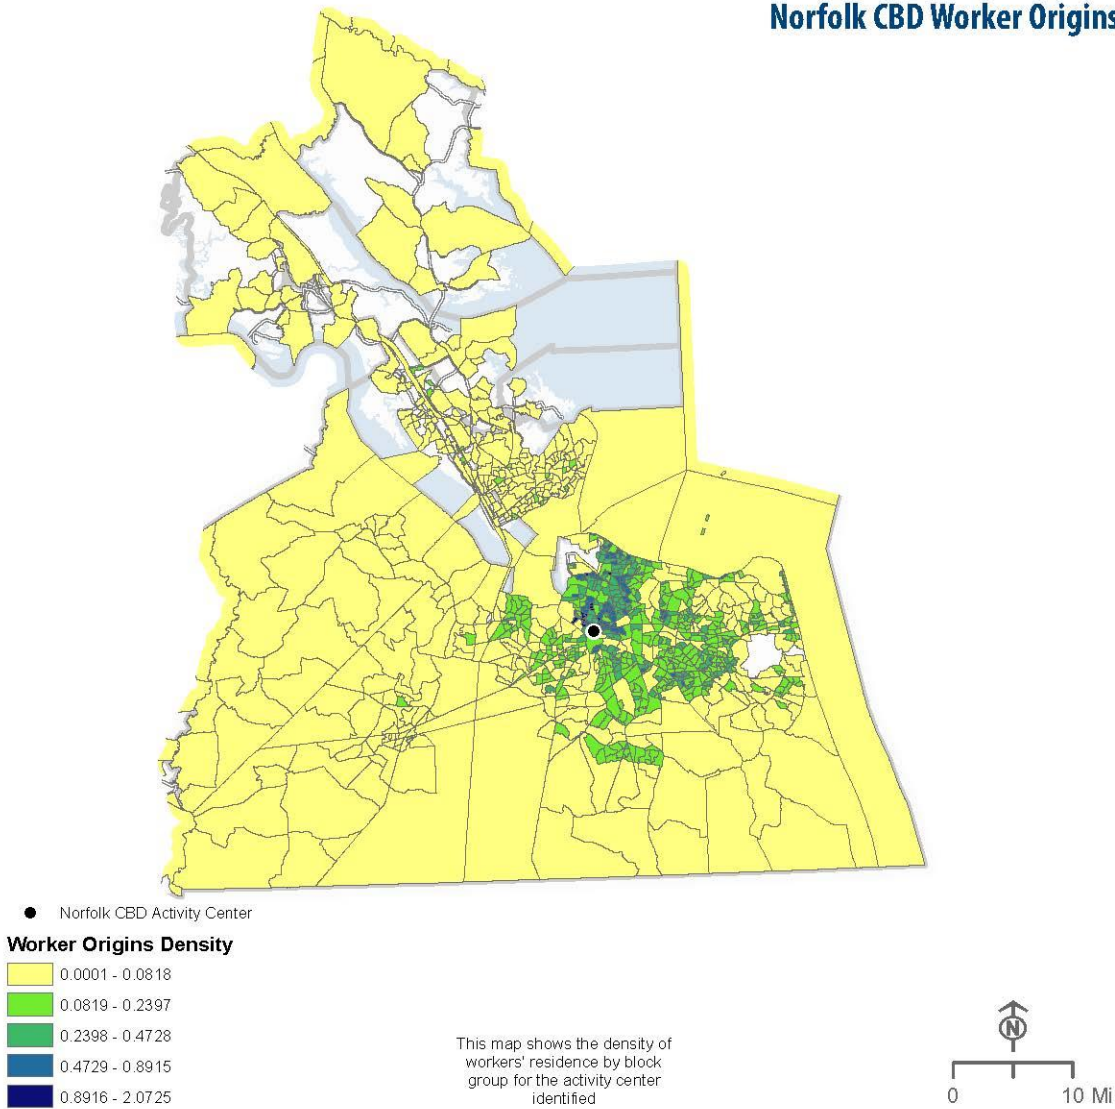 Norfolk CBD Worker Origins
Norfolk CBD Activity Center
Worker Origins Density
0.0001 - 0.0818
0.0819 - 0.2397
0.2398 - 0.4728
0.4729 - 0.8915
0.8916 - 2.0725
This map shows the density of
workers' residence by block
group for the activity center
identified
N
0 10 Mi